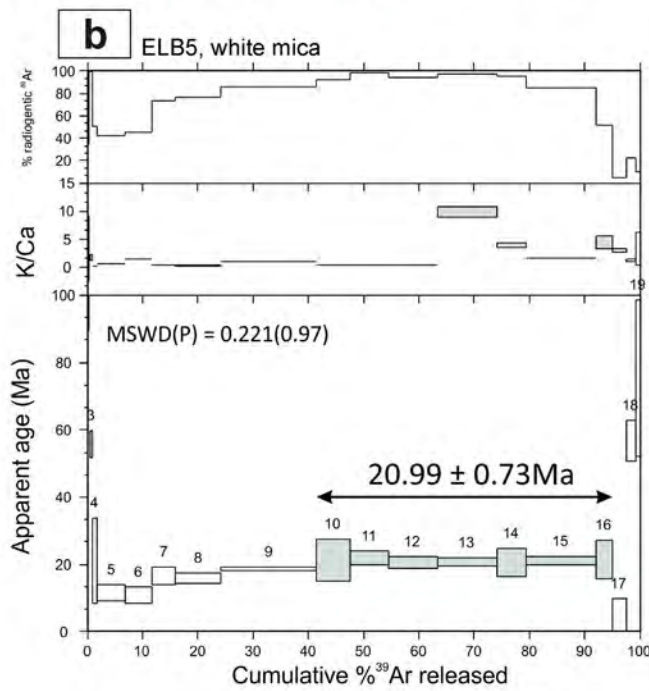 b ELB5, white mica
% radiogentic ⁴⁰Ar
100
80
60
40
20
15
K/Ca
10
5
0
19
100
MSWD(P) = 0.221(0.97)
Apparent age (Ma)
80
60
40
20
0
3
18
20.99 ± 0.73Ma
4
5 6 7 8 9 10 11 12 13 14 15 16 17
0 10 20 30 40 50 60 70 80 90 100
Cumulative %³⁹Ar released